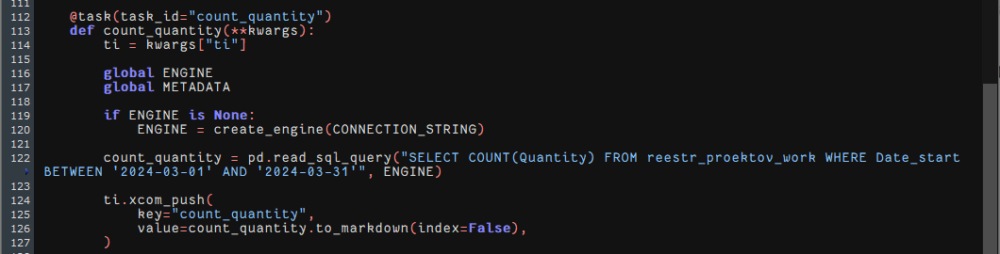 111
112 @task(task_id="count_quantity")
113 def count_quantity(**kwargs):
114 ti = kwargs["ti"]
115
116 global ENGINE
117 global METADATA
118
119 if ENGINE is None:
120 ENGINE = create_engine(CONNECTION_STRING)
121
122 count_quantity = pd.read_sql_query("SELECT COUNT(Quantity) FROM reestr_proektov_work WHERE Date_start
BETWEEN '2024-03-01' AND '2024-03-31'", ENGINE)
123
124 ti.xcom_push(
125 key="count_quantity",
126 value=count_quantity.to_markdown(index=False),
127 )